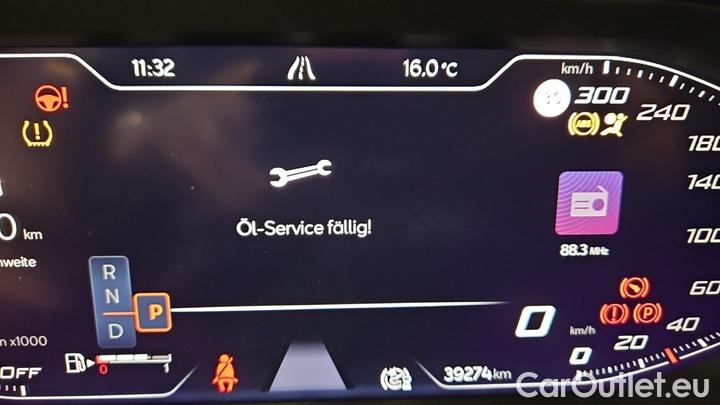 11:32
16.0 °C
km/h
300
240
ABS
180
140
100
60
40
20
0
km/h
0
km
Öl-Service fällig!
88.3 MHz
R
N
D
P
x1000
OFF
0
1
P
39274 km
CarOutlet.eu